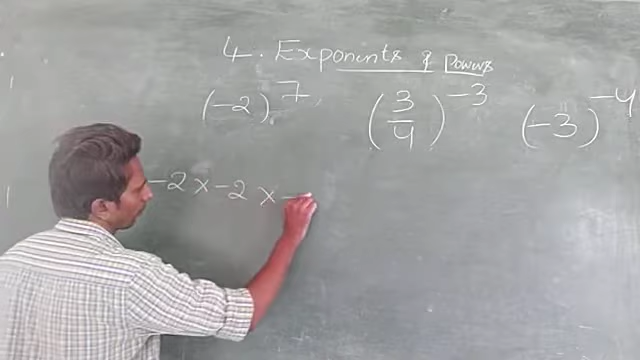 4. Exponents & Powers
(-2)^7, (3/4)^-3 (-3)^-4
-2 x -2 x -